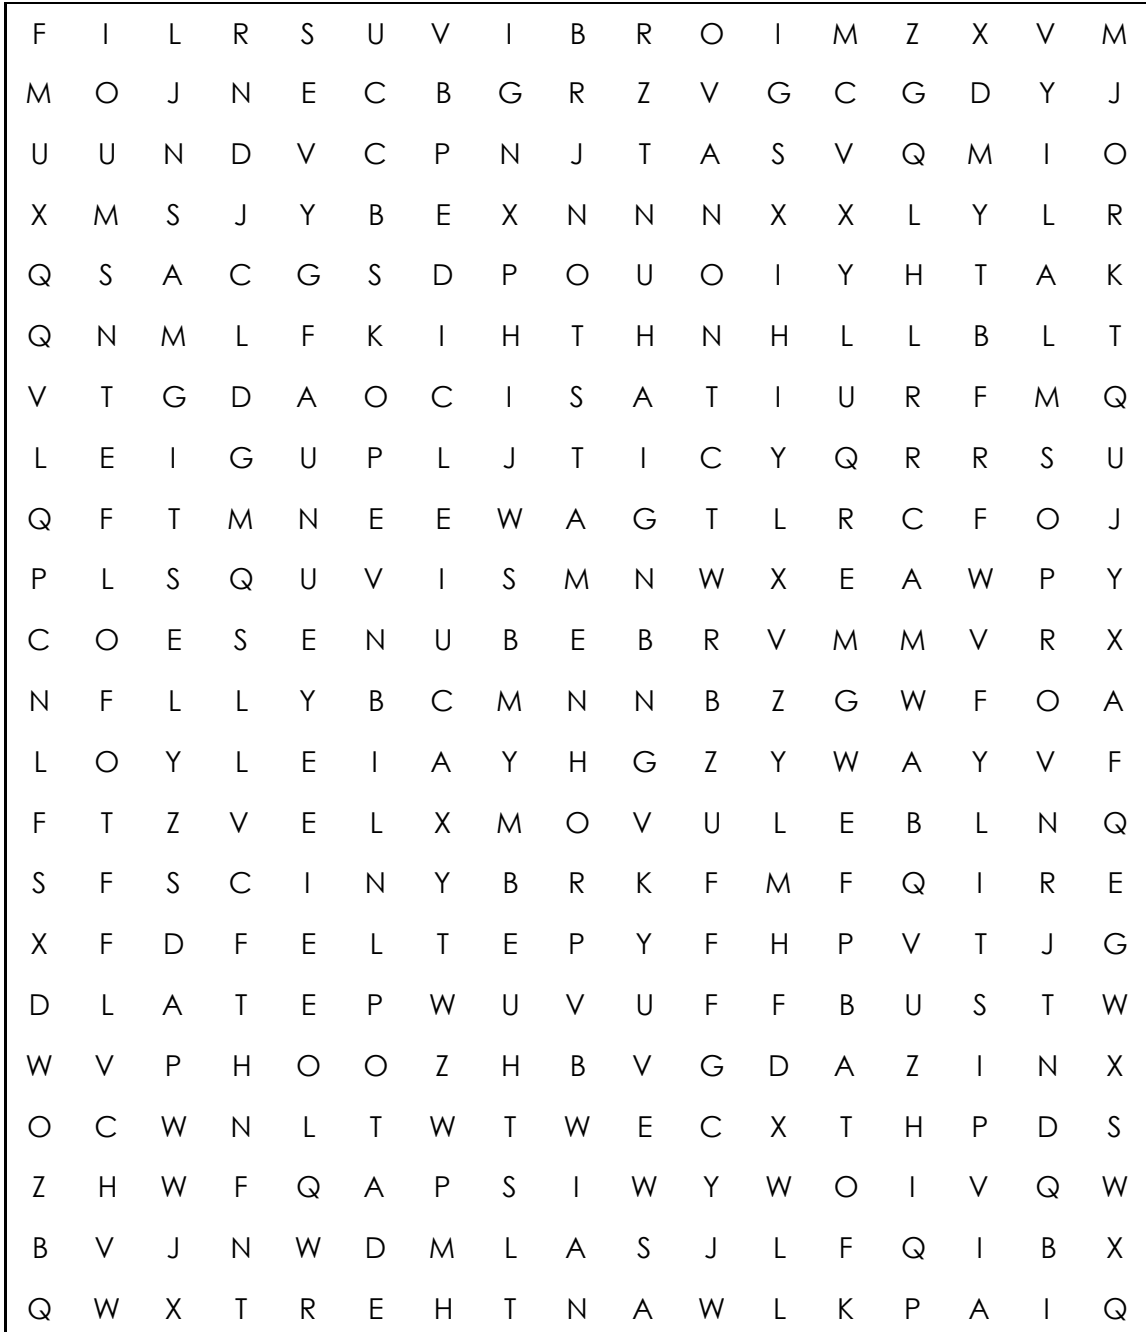 F I L R S U V I B R O I M Z X V M
M O J N E C B G R Z V G C G D Y J
U U N D V C P N J T A S V Q M I O
X M S J Y B E X N N N X X L Y L R
Q S A C G S D P O U O I Y H T A K
Q N M L F K I H T H N H L L B L T
V T G D A O C I S A T I U R F M Q
L E I G U P L J T I C Y Q R R S U
Q F T M N E E W A G T L R C F O J
P L S Q U V I S M N W X E A W P Y
C O E S E N U B E B R V M M V R X
N F L L Y B C M N N B Z G W F O A
L O Y L E I A Y H G Z Y W A Y V F
F T Z V E L X M O V U L E B L N Q
S F S C I N Y B R K F M F Q I R E
X F D F E L T E P Y F H P V T J G
D L A T E P W U V U F F B U S T W
W V P H O O Z H B V G D A Z I N X
O C W N L T W T W E C X T H P D S
Z H W F Q A P S I W Y W O I V Q W
B V J N W D M L A S J L F Q I B X
Q W X T R E H T N A W L K P A I Q